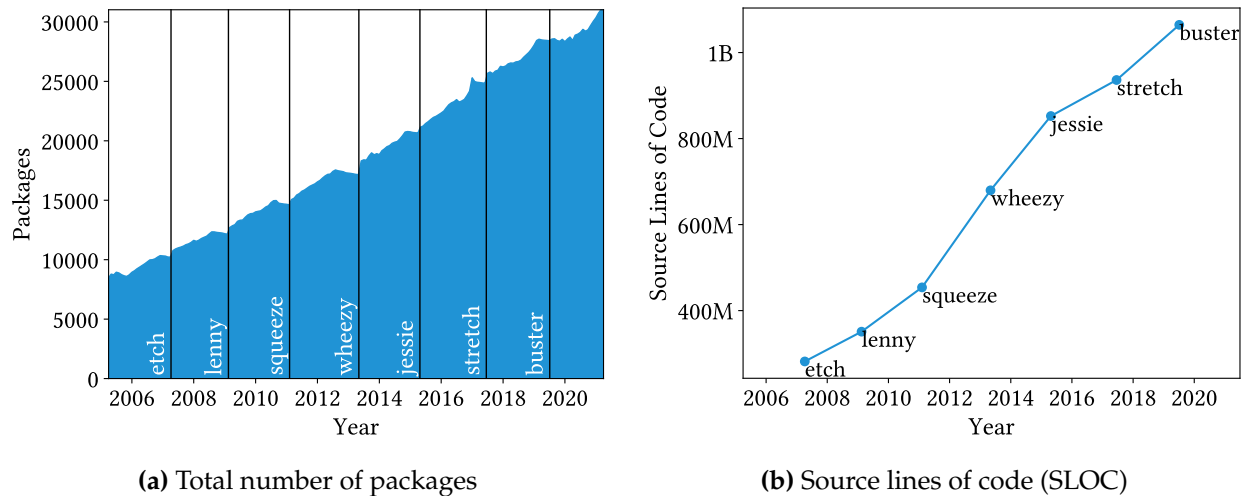 30000
25000
20000
15000
10000
5000
0
Packages
etch
lenny
squeeze
wheezy
jessie
stretch
buster
2006 2008 2010 2012 2014 2016 2018 2020
Year
(a) Total number of packages
1B
800M
600M
400M
Source Lines of Code
buster
stretch
jessie
wheezy
squeeze
lenny
etch
2006 2008 2010 2012 2014 2016 2018 2020
Year
(b) Source lines of code (SLOC)